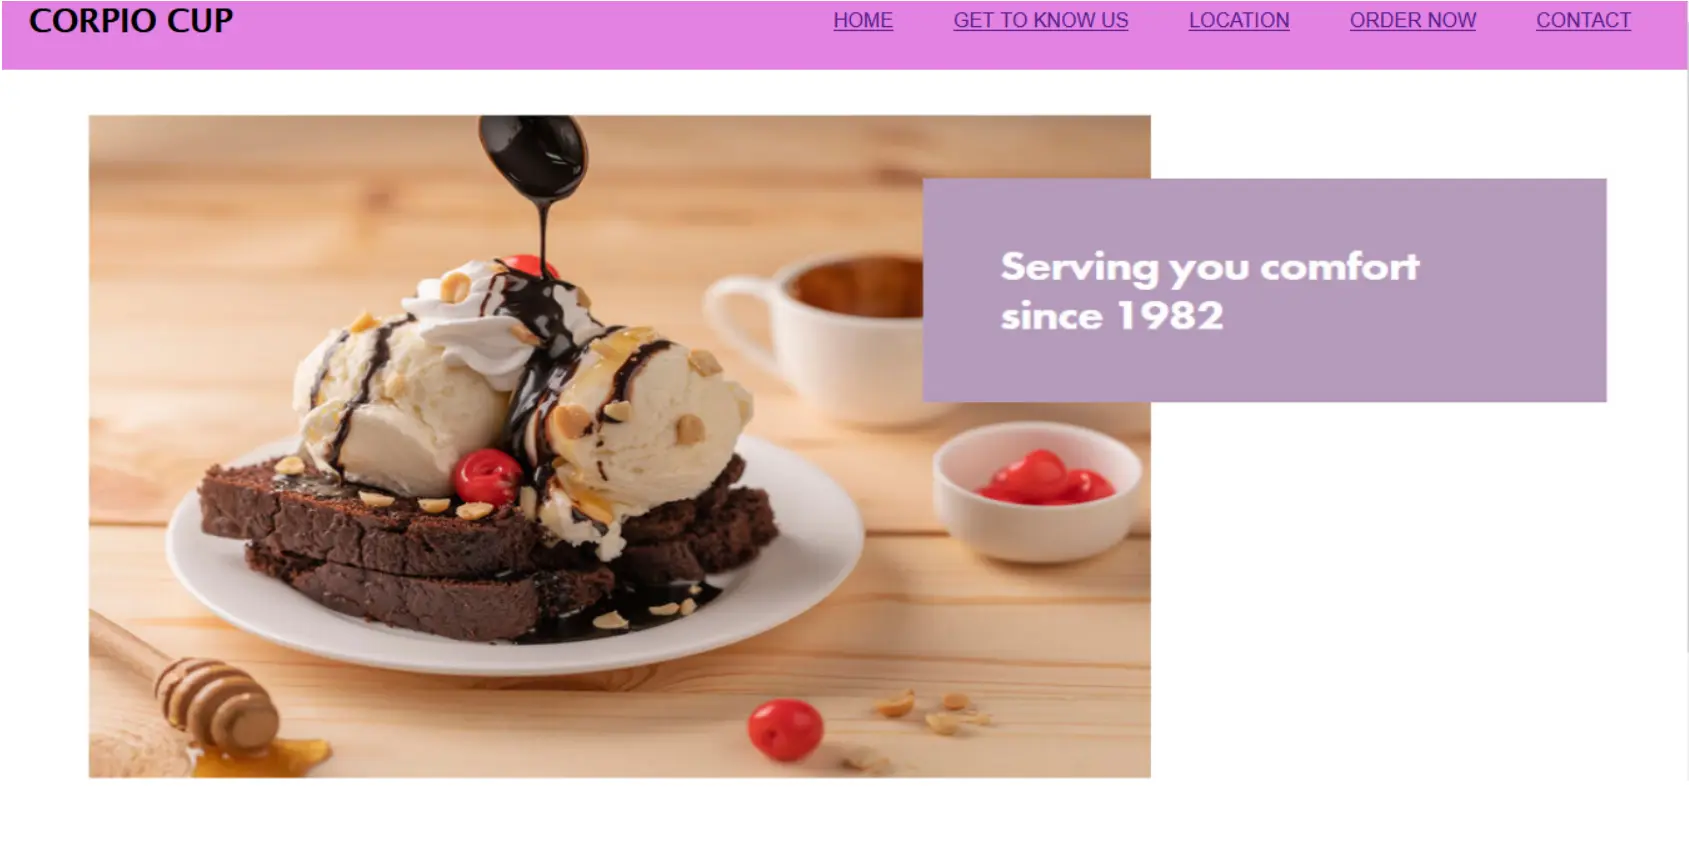 CORPIO CUP
HOME GET TO KNOW US LOCATION ORDER NOW CONTACT
Serving you comfort
since 1982